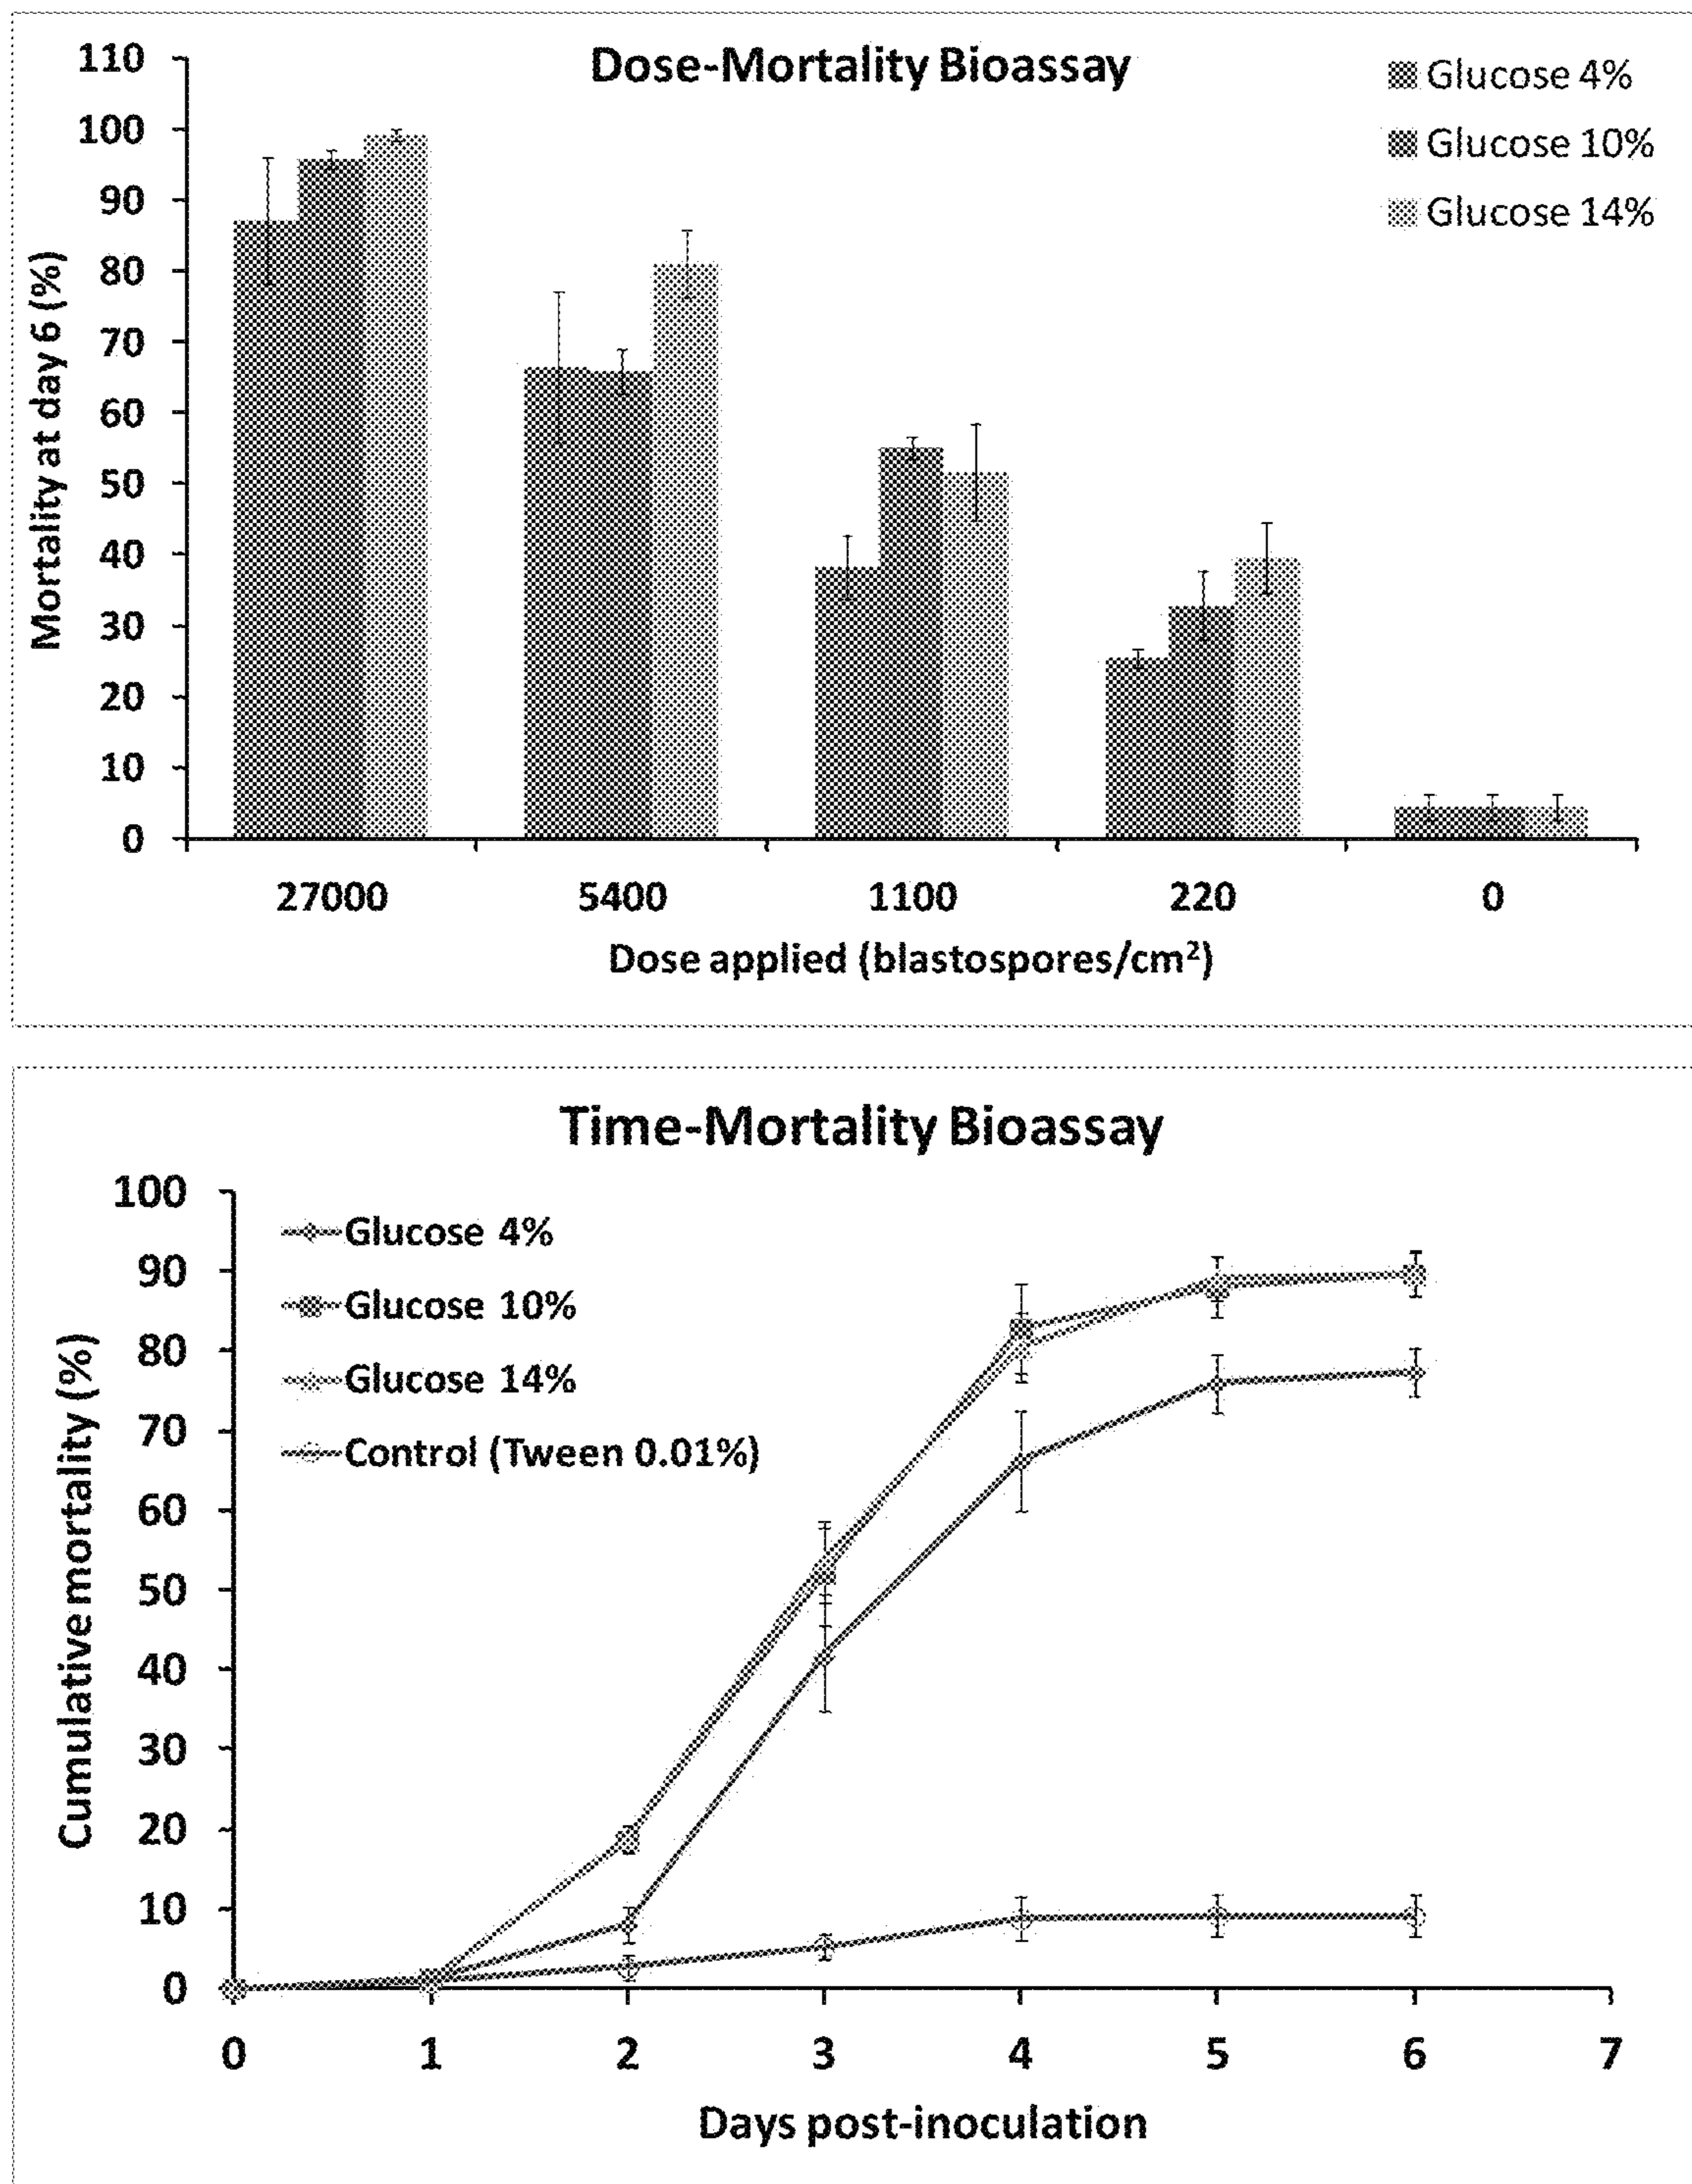 Dose-Mortality Bioassay
Glucose 4%
Glucose 10%
Glucose 14%
Mortality at day 6 (%)
110
100
90
80
70
60
50
40
30
20
10
0
27000 5400 1100 220 0
Dose applied (blastospores/cm²)
Time-Mortality Bioassay
Glucose 4%
Glucose 10%
Glucose 14%
Control (Tween 0.01%)
Cumulative mortality (%)
100
90
80
70
60
50
40
30
20
10
0
0 1 2 3 4 5 6 7
Days post-inoculation